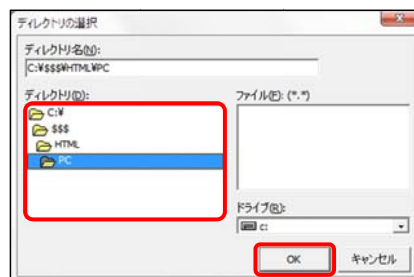 ディレクトリの選択
ディレクトリ名(N):
C:¥$$$¥HTML¥PC
ディレクトリ(D):
ファイル(F): (*.*)
C:¥
$$$
HTML
PC
ドライブ(R):
c:
OK
キャンセル